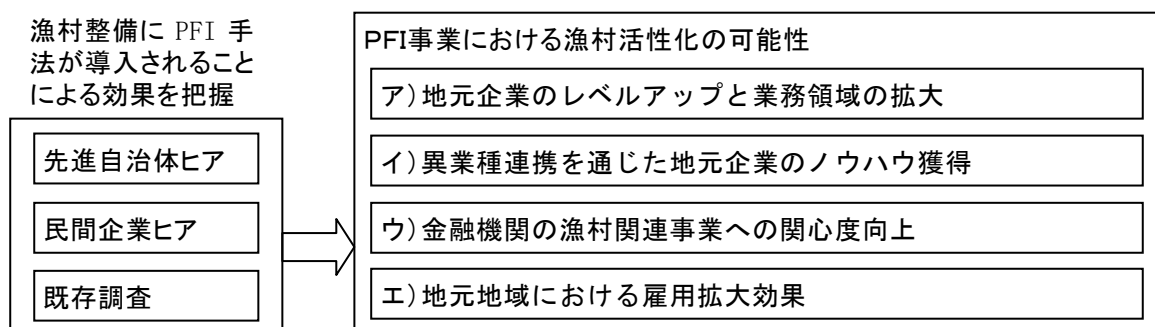 漁村整備に PFI 手
法が導入されること
による効果を把握
先進自治体ヒア
民間企業ヒア
既存調査
PFI事業における漁村活性化の可能性
ア)地元企業のレベルアップと業務領域の拡大
イ)異業種連携を通じた地元企業のノウハウ獲得
ウ)金融機関の漁村関連事業への関心度向上
エ)地元地域における雇用拡大効果